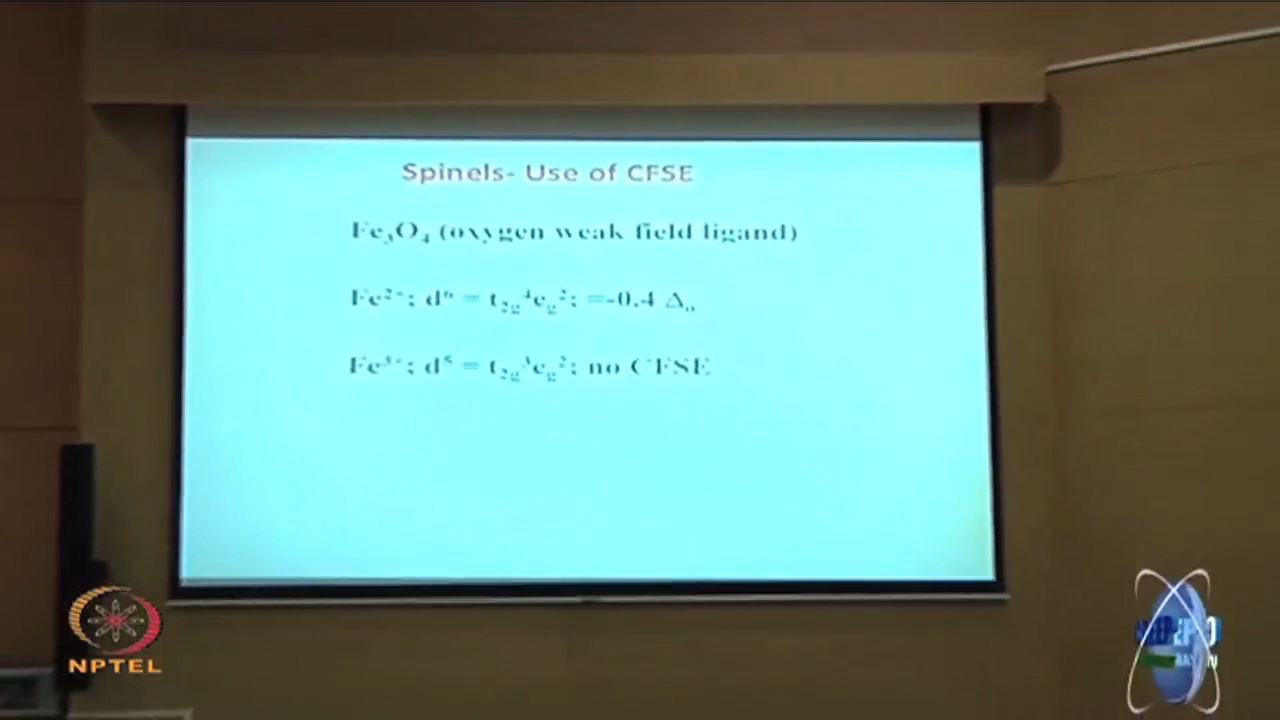 Spinels- Use of CFSE
Fe₃O₄ (oxygen weak field ligand)
Fe²⁺; d⁶ = t₂g⁴eg²; =-0.4 Δₒ
Fe³⁺; d⁵ = t₂g³eg²; no CFSE
NPTEL